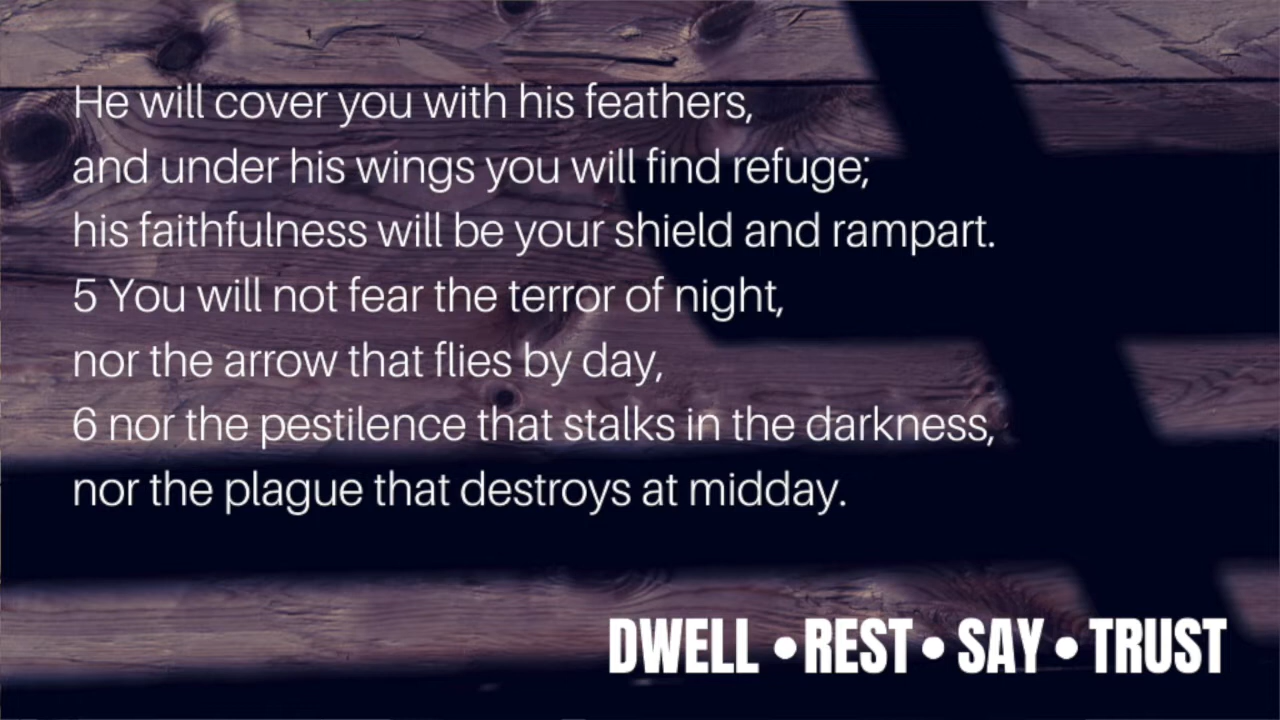 He will cover you with his feathers,
and under his wings you will find refuge;
his faithfulness will be your shield and rampart.
5 You will not fear the terror of night,
nor the arrow that flies by day,
6 nor the pestilence that stalks in the darkness,
nor the plague that destroys at midday.
DWELL • REST • SAY • TRUST